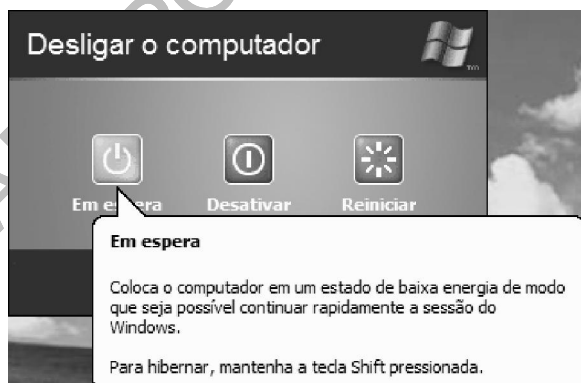 Desligar o computador
Em espera
Desativar
Reiniciar
Em espera
Coloca o computador em um estado de baixa energia de modo
que seja possível continuar rapidamente a sessão do
Windows.
Para hibernar, mantenha a tecla Shift pressionada.